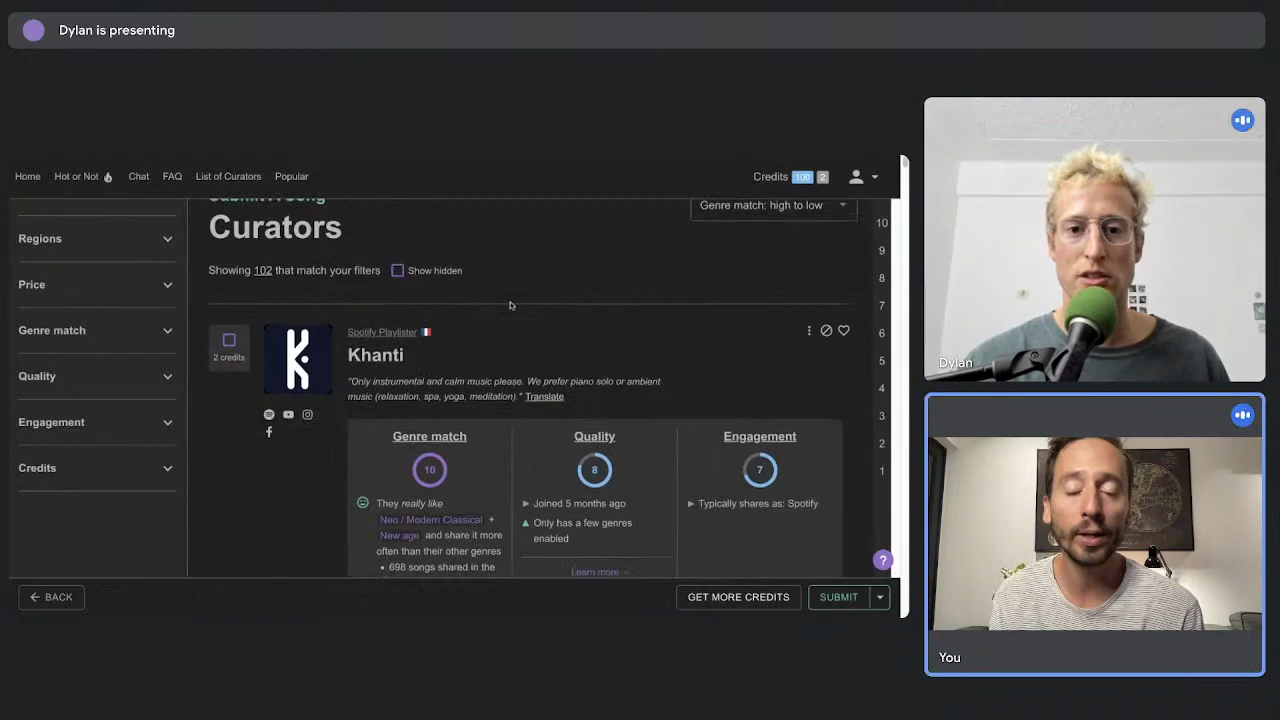 Dylan is presenting
Home Hot or Not Chat FAQ List of Curators Popular Credits 100 2
Submit A Song
Curators
Genre match: high to low
Showing 102 that match your filters Show hidden
Regions
Price
Genre match
Quality
Engagement
Credits
2 credits
Spotify Playlister
Khanti
"Only instrumental and calm music please. We prefer piano solo or ambient
music (relaxation, spa, yoga, meditation)." Translate
Genre match
10
They really like
Neo / Modern Classical +
New age and share it more
often than their other genres
• 698 songs shared in the
Quality
8
Joined 5 months ago
Only has a few genres
enabled
Learn more
Engagement
7
Typically shares as: Spotify
10
9
8
7
6
5
4
3
2
1
?
BACK
GET MORE CREDITS
SUBMIT
Dylan
You